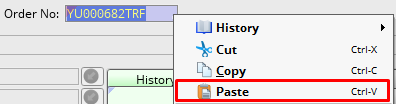 Order No: YU000682TRF
History
Cut Ctrl-X
Copy Ctrl-C
History
Paste Ctrl-V